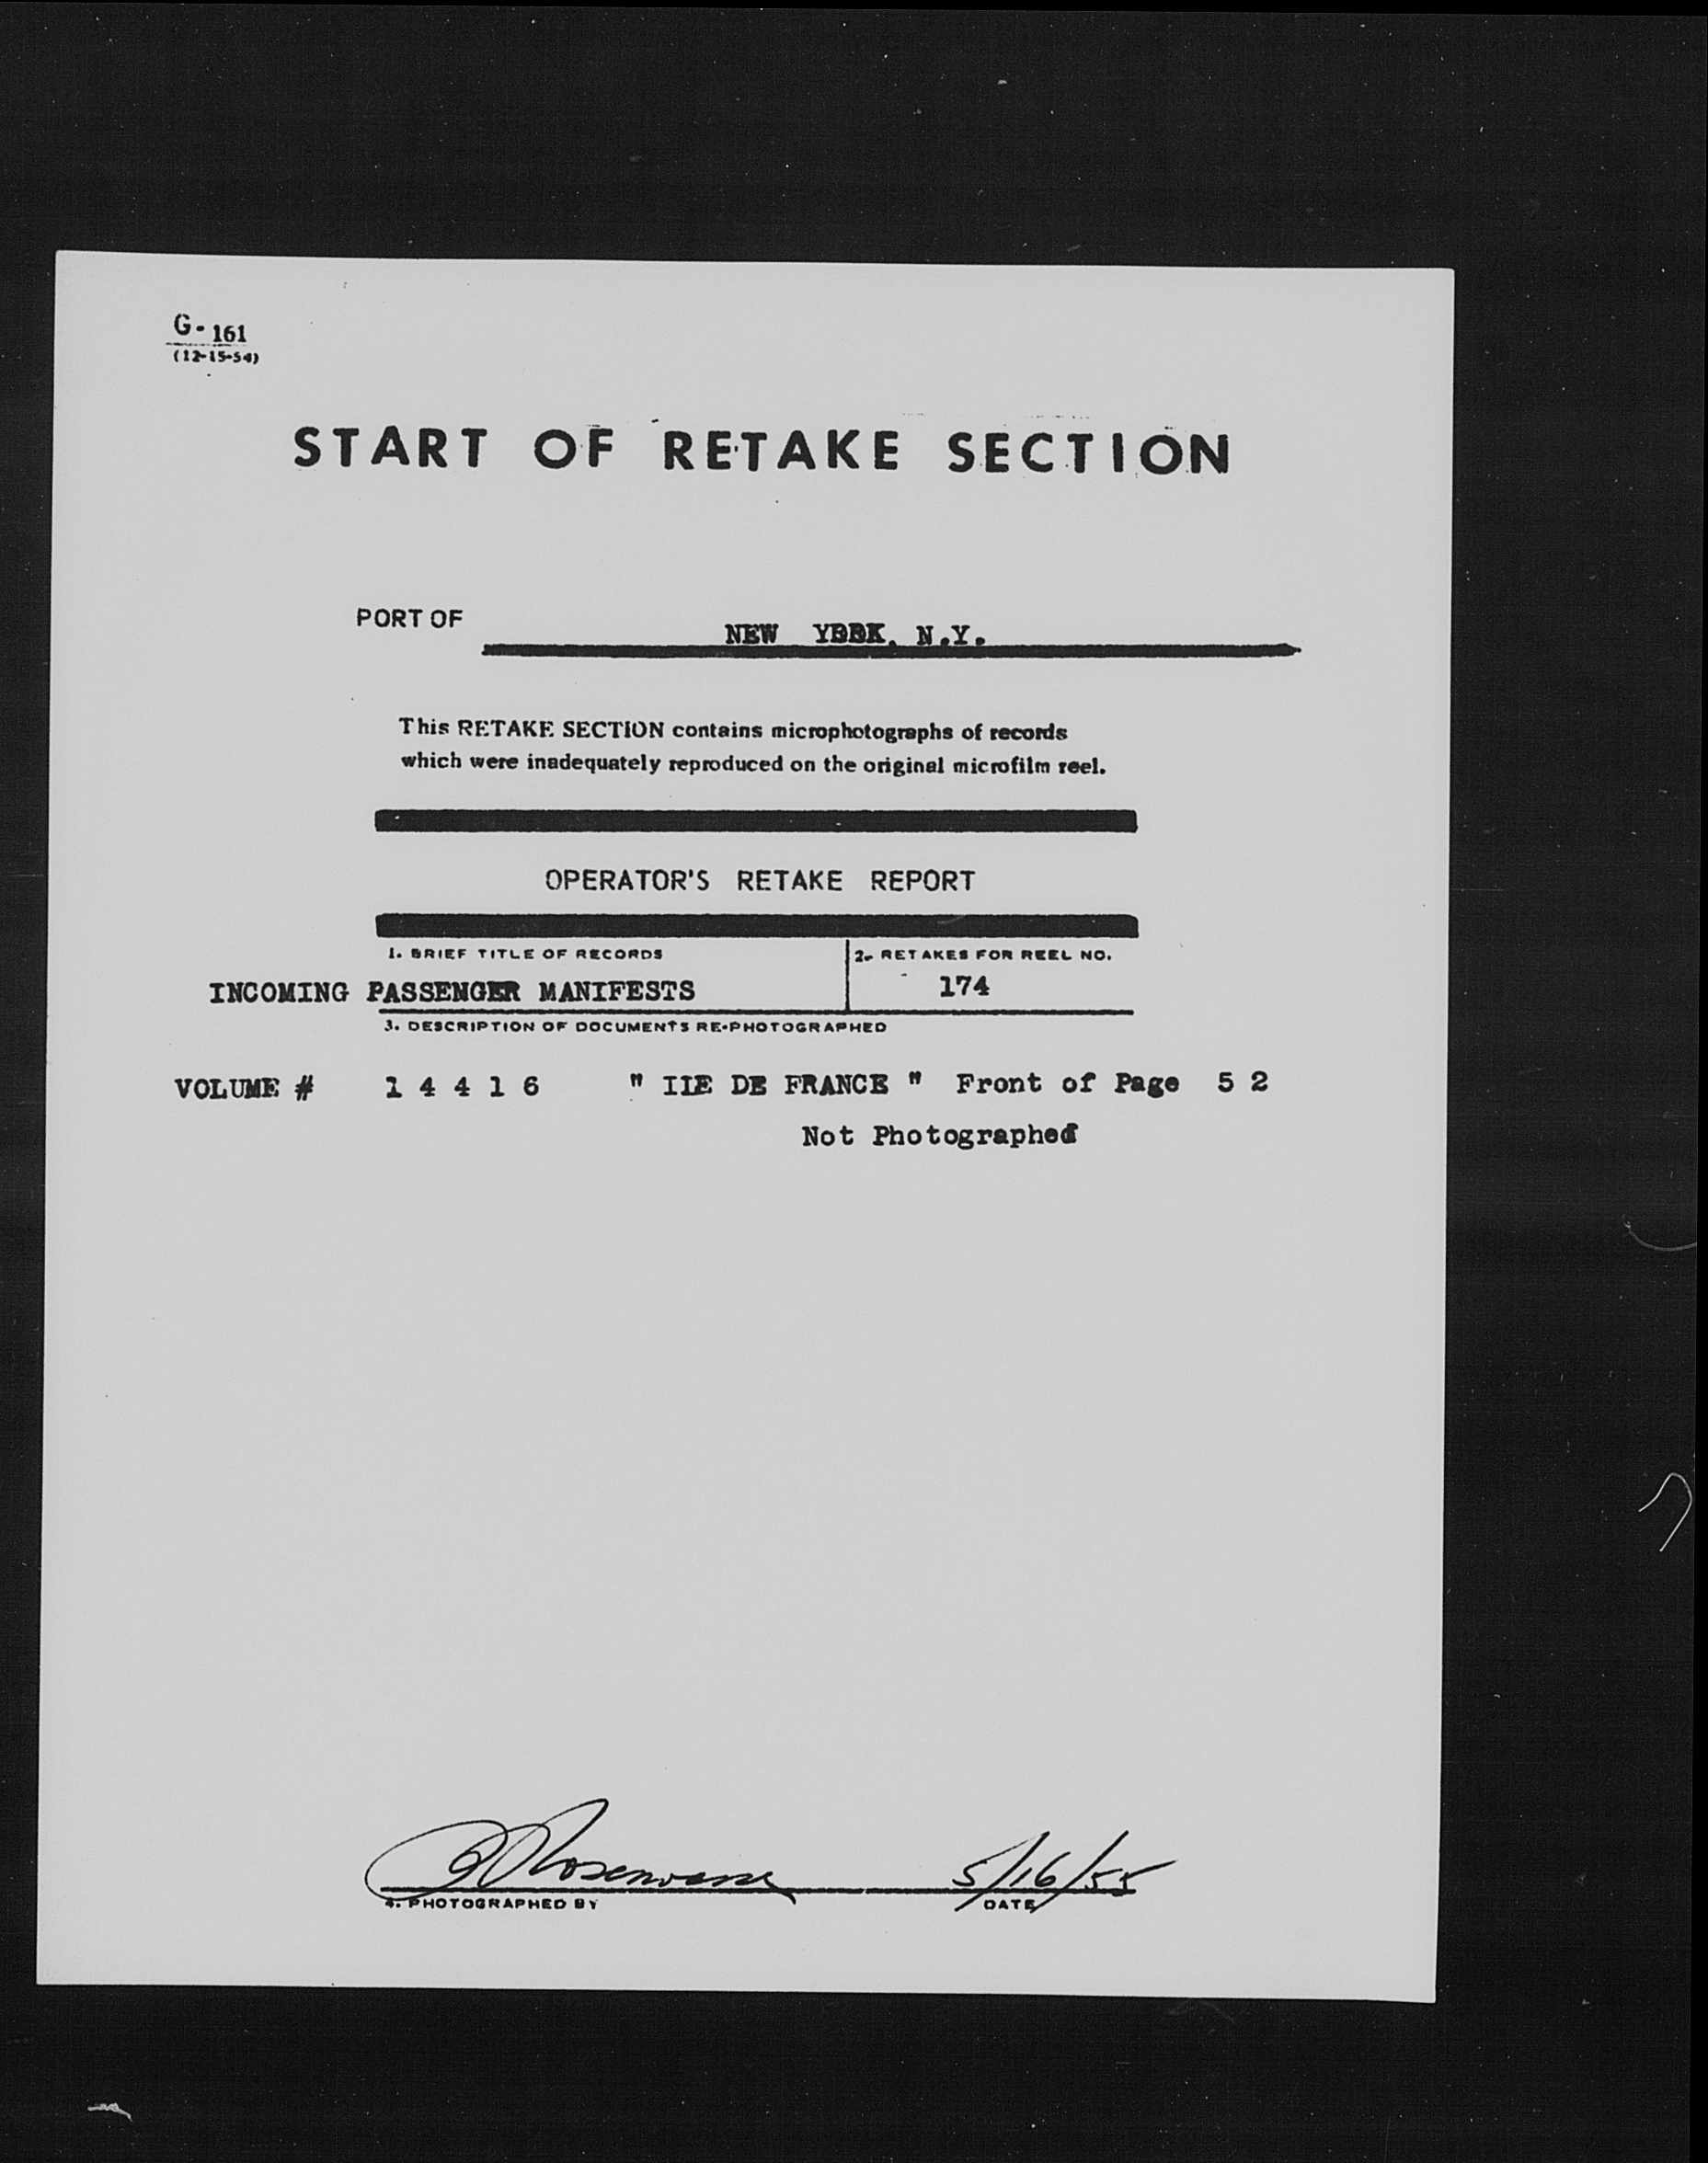 G-161
(12-15-54)
START OF RETAKE SECTION
PORT OF NEW YBBK, N.Y.
This RETAKE SECTION contains microphotographs of records
which were inadequately reproduced on the original microfilm reel.
OPERATOR'S RETAKE REPORT
1. BRIEF TITLE OF RECORDS
2. RETAKES FOR REEL NO.
INCOMING PASSENGER MANIFESTS 174
3. DESCRIPTION OF DOCUMENTS RE-PHOTOGRAPHED
VOLUME # 1 4 4 1 6 " IIE DE FRANCE " Front of Page 5 2
Not Photographed
5/16/55
4. PHOTOGRAPHED BY DATE